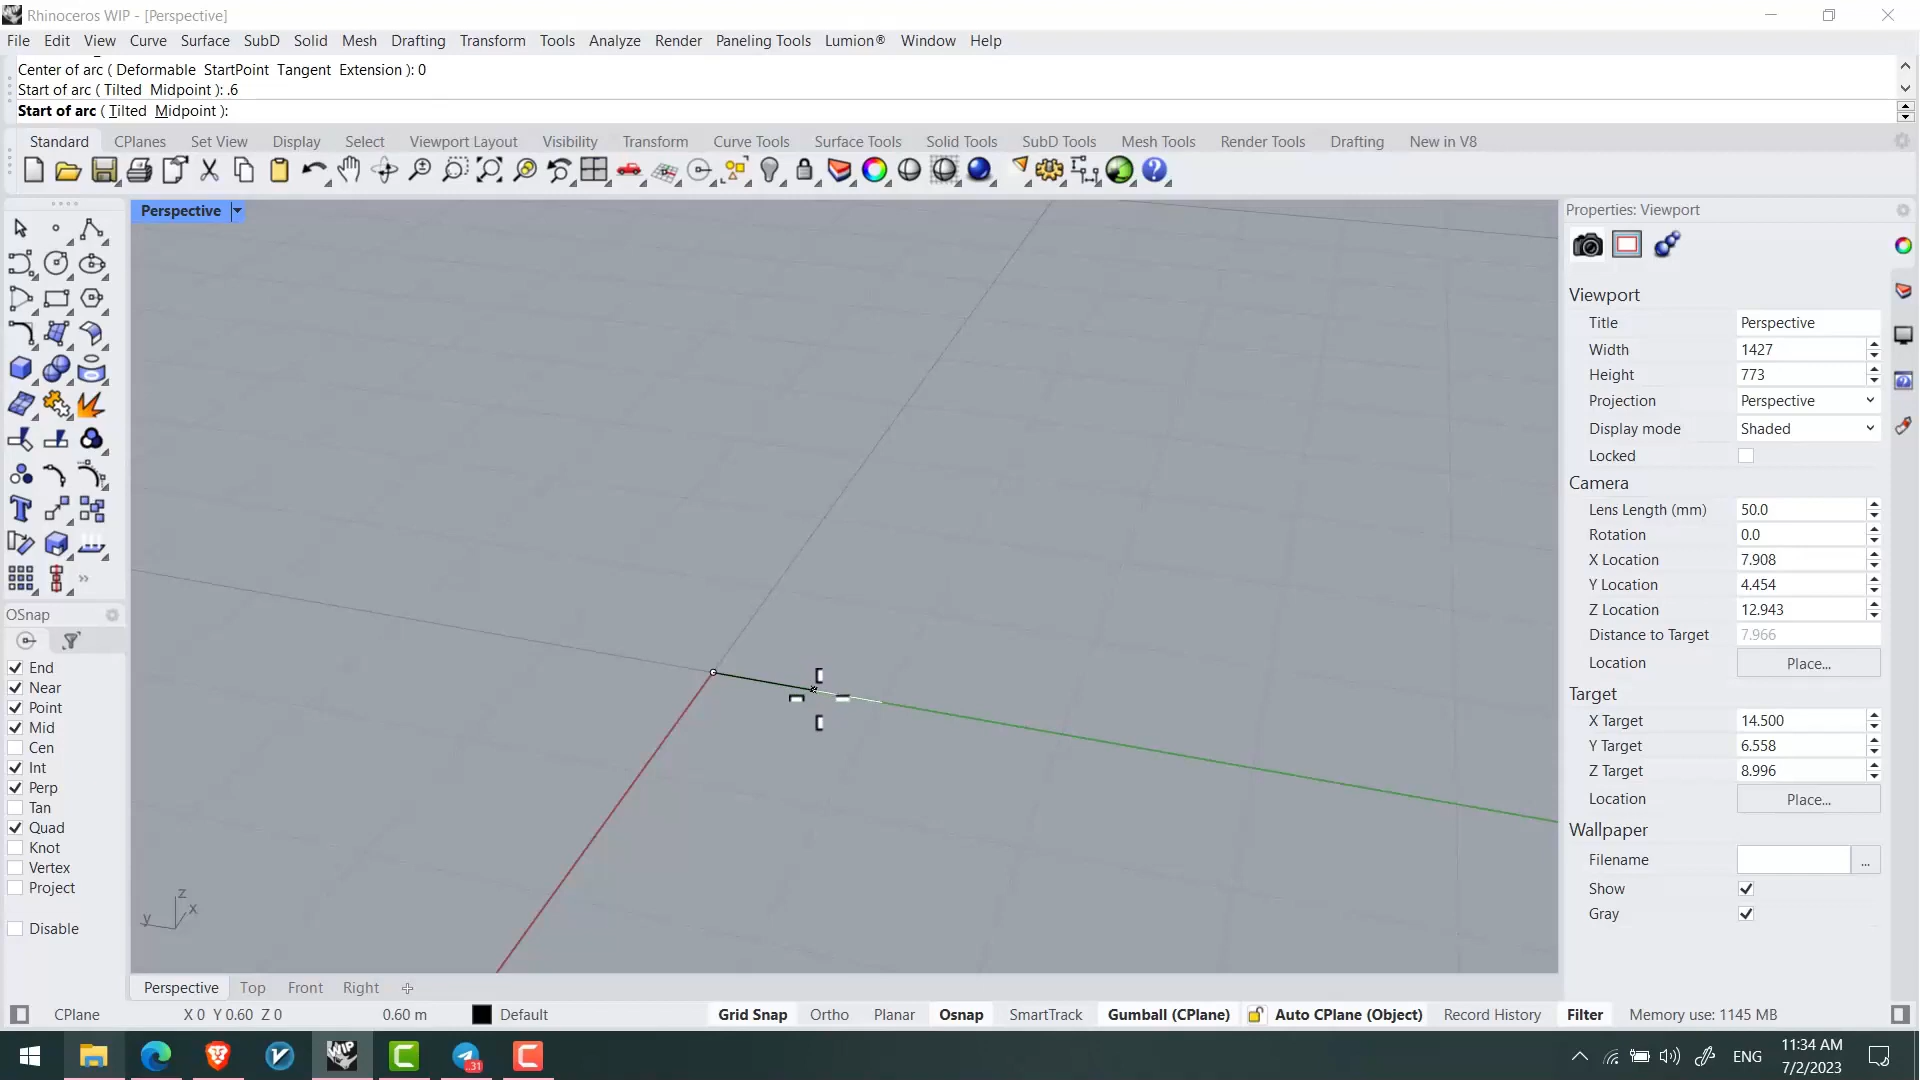 Rhinoceros WIP - [Perspective]
File Edit View Curve Surface SubD Solid Mesh Drafting Transform Tools Analyze Render Paneling Tools Lumion® Window Help
Center of arc ( Deformable StartPoint Tangent Extension ): 0
Start of arc ( Tilted Midpoint ): .6
Start of arc ( Tilted Midpoint ):
Standard CPlanes Set View Display Select Viewport Layout Visibility Transform Curve Tools Surface Tools Solid Tools SubD Tools Mesh Tools Render Tools Drafting New in V8
Perspective
Properties: Viewport
Viewport
Title Perspective
Width 1427
Height 773
Projection Perspective
Display mode Shaded
Locked
Camera
Lens Length (mm) 50.0
Rotation 0.0
X Location 7.908
Y Location 4.454
Z Location 12.943
Distance to Target 7.966
Location Place...
Target
X Target 14.500
Y Target 6.558
Z Target 8.996
Location Place...
Wallpaper
Filename ...
Show
Gray
OSnap
End
Near
Point
Mid
Cen
Int
Perp
Tan
Quad
Knot
Vertex
Project
Disable
z
x
y
Perspective Top Front Right
CPlane X 0 Y 0.60 Z 0 0.60 m Default Grid Snap Ortho Planar Osnap SmartTrack Gumball (CPlane) Auto CPlane (Object) Record History Filter Memory use: 1145 MB
WIP
..31
ENG
11:34 AM
7/2/2023